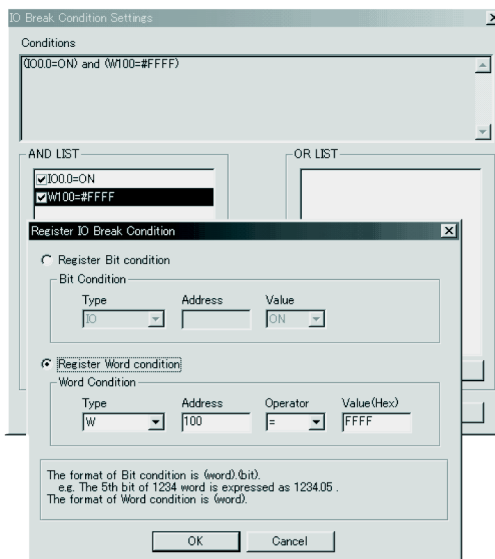 IO Break Condition Settings
Conditions
(IO0.0=ON) and (W100=#FFFF)
AND LIST
OR LIST
IO0.0=ON
W100=#FFFF
Register IO Break Condition
Register Bit condition
Bit Condition
Type Address Value
IO ON
Register Word condition
Word Condition
Type Address Operator Value(Hex)
W 100 = FFFF
The format of Bit condition is (word).(bit).
e.g. The 5th bit of 1234 word is expressed as 1234.05 .
The format of Word condition is (word).
OK Cancel